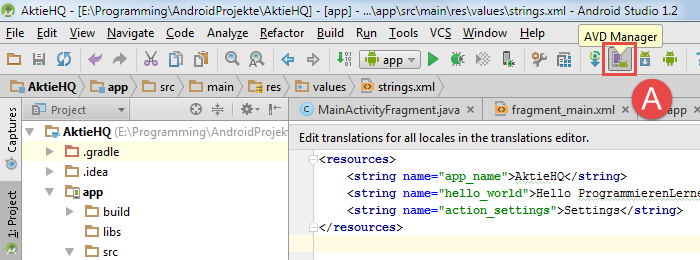 AktieHQ - [E:\Programming\AndroidProjekte\AktieHQ] - [app] - ...\app\src\main\res\values\strings.xml - Android Studio 1.2
File Edit View Navigate Code Analyze Refactor Build Run Tools VCS Window Help
AVD Manager
app
A
AktieHQ app src main res values strings.xml
Captures
1: Project
Project
MainActivityFragment.java
fragment_main.xml
app
AktieHQ (E:\Programming\AndroidProjekt
.gradle
.idea
app
build
libs
src
Edit translations for all locales in the translations editor.
<resources>
<string name="app_name">AktieHQ</string>
<string name="hello_world">Hello ProgrammierenLerne
<string name="action_settings">Settings</string>
</resources>